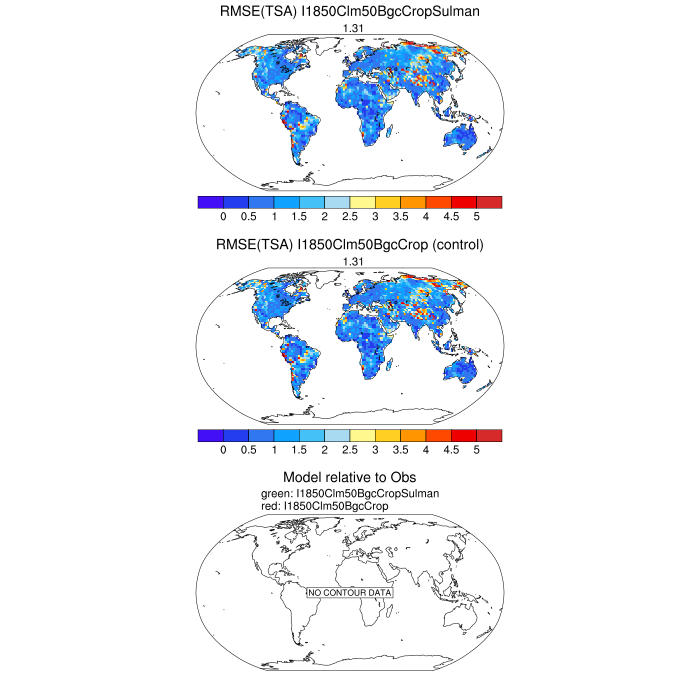 RMSE(TSA) I1850Clm50BgcCropSulman
1.31
0 0.5 1 1.5 2 2.5 3 3.5 4 4.5 5
RMSE(TSA) I1850Clm50BgcCrop (control)
1.31
0 0.5 1 1.5 2 2.5 3 3.5 4 4.5 5
Model relative to Obs
green: I1850Clm50BgcCropSulman
red: I1850Clm50BgcCrop
NO CONTOUR DATA